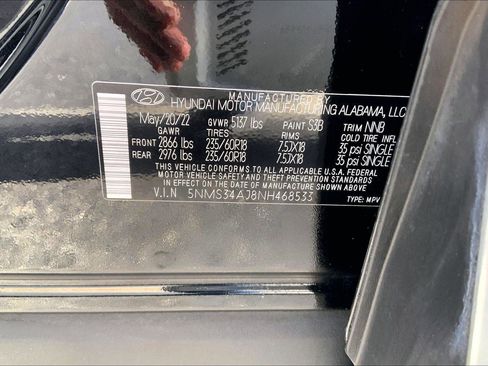 MANUFACTURED BY
HYUNDAI MOTOR MANUFACTURING ALABAMA, LLC
May/20/22 GVWR 5137 lbs PAINT S3B TRIM NNB
GAWR TIRES RIMS COLD TIRE INFL
FRONT 2866 lbs 235/60R18 7.5JX18 35 psi SINGLE
REAR 2976 lbs 235/60R18 7.5JX18 35 psi SINGLE
THIS VEHICLE CONFORMS TO ALL APPLICABLE U.S.A. FEDERAL
MOTOR VEHICLE SAFETY AND THEFT PREVENTION STANDARDS
IN EFFECT ON THE DATE OF MANUFACTURE SHOWN ABOVE.
V.I.N 5NMS34AJ8NH468533 TYPE: MPV